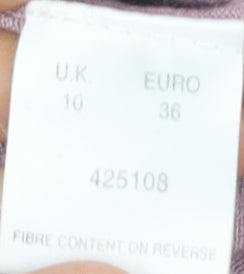 U.K. EURO
10 36
425108
FIBRE CONTENT ON REVERSE